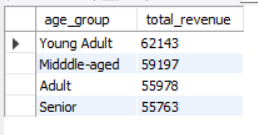 age_group total_revenue
Young Adult 62143
Midddle-aged 59197
Adult 55978
Senior 55763